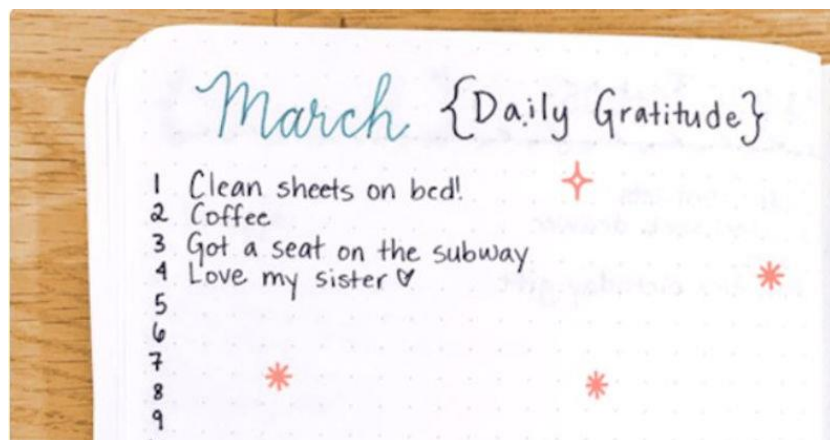 March {Daily Gratitude}
1 Clean sheets on bed!
2 Coffee
3 Got a seat on the subway
4 Love my sister ♡
5
6
7
8
9